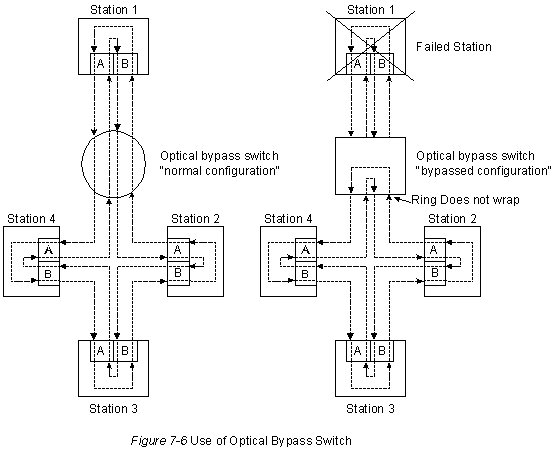 Station 1
A B
Optical bypass switch
"normal configuration"
Station 4
A
B
Station 2
A
B
A B
Station 3
Station 1
Failed Station
A B
Optical bypass switch
"bypassed configuration"
Ring Does not wrap
Station 4
A
B
Station 2
A
B
A B
Station 3
Figure 7-6 Use of Optical Bypass Switch